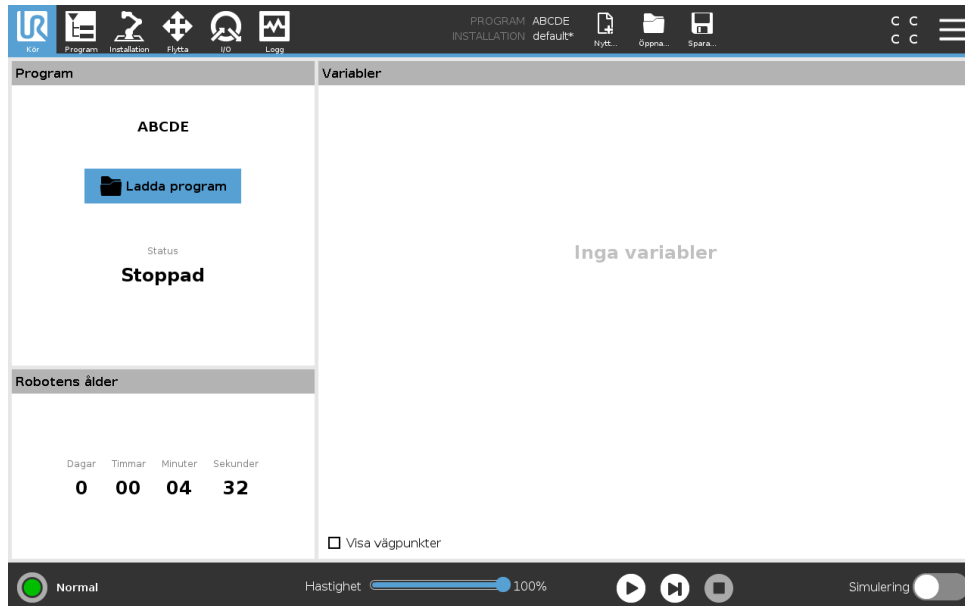 Kör
Program
Installation
Flytta
I/O
Logg
PROGRAM ABCDE
INSTALLATION default*
Nytt...
Öppna...
Spara...
C C
C C
Program
Variabler
ABCDE
Ladda program
Status
Stoppad
Inga variabler
Robotens ålder
Dagar Timmar Minuter Sekunder
0 00 04 32
Visa vägpunkter
Normal
Hastighet 100%
Simulering